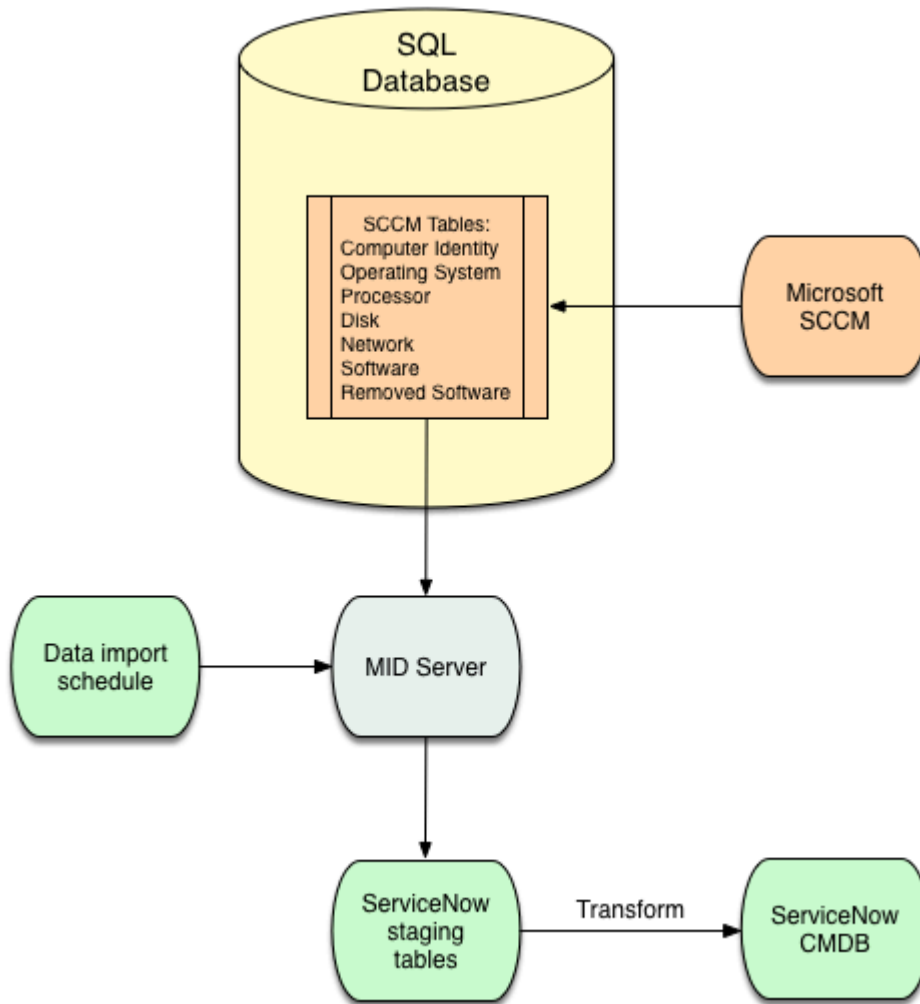 SQL
Database
SCCM Tables:
Computer Identity
Operating System
Processor
Disk
Network
Software
Removed Software
Microsoft
SCCM
Data import
schedule
MID Server
ServiceNow
staging
tables
Transform
ServiceNow
CMDB